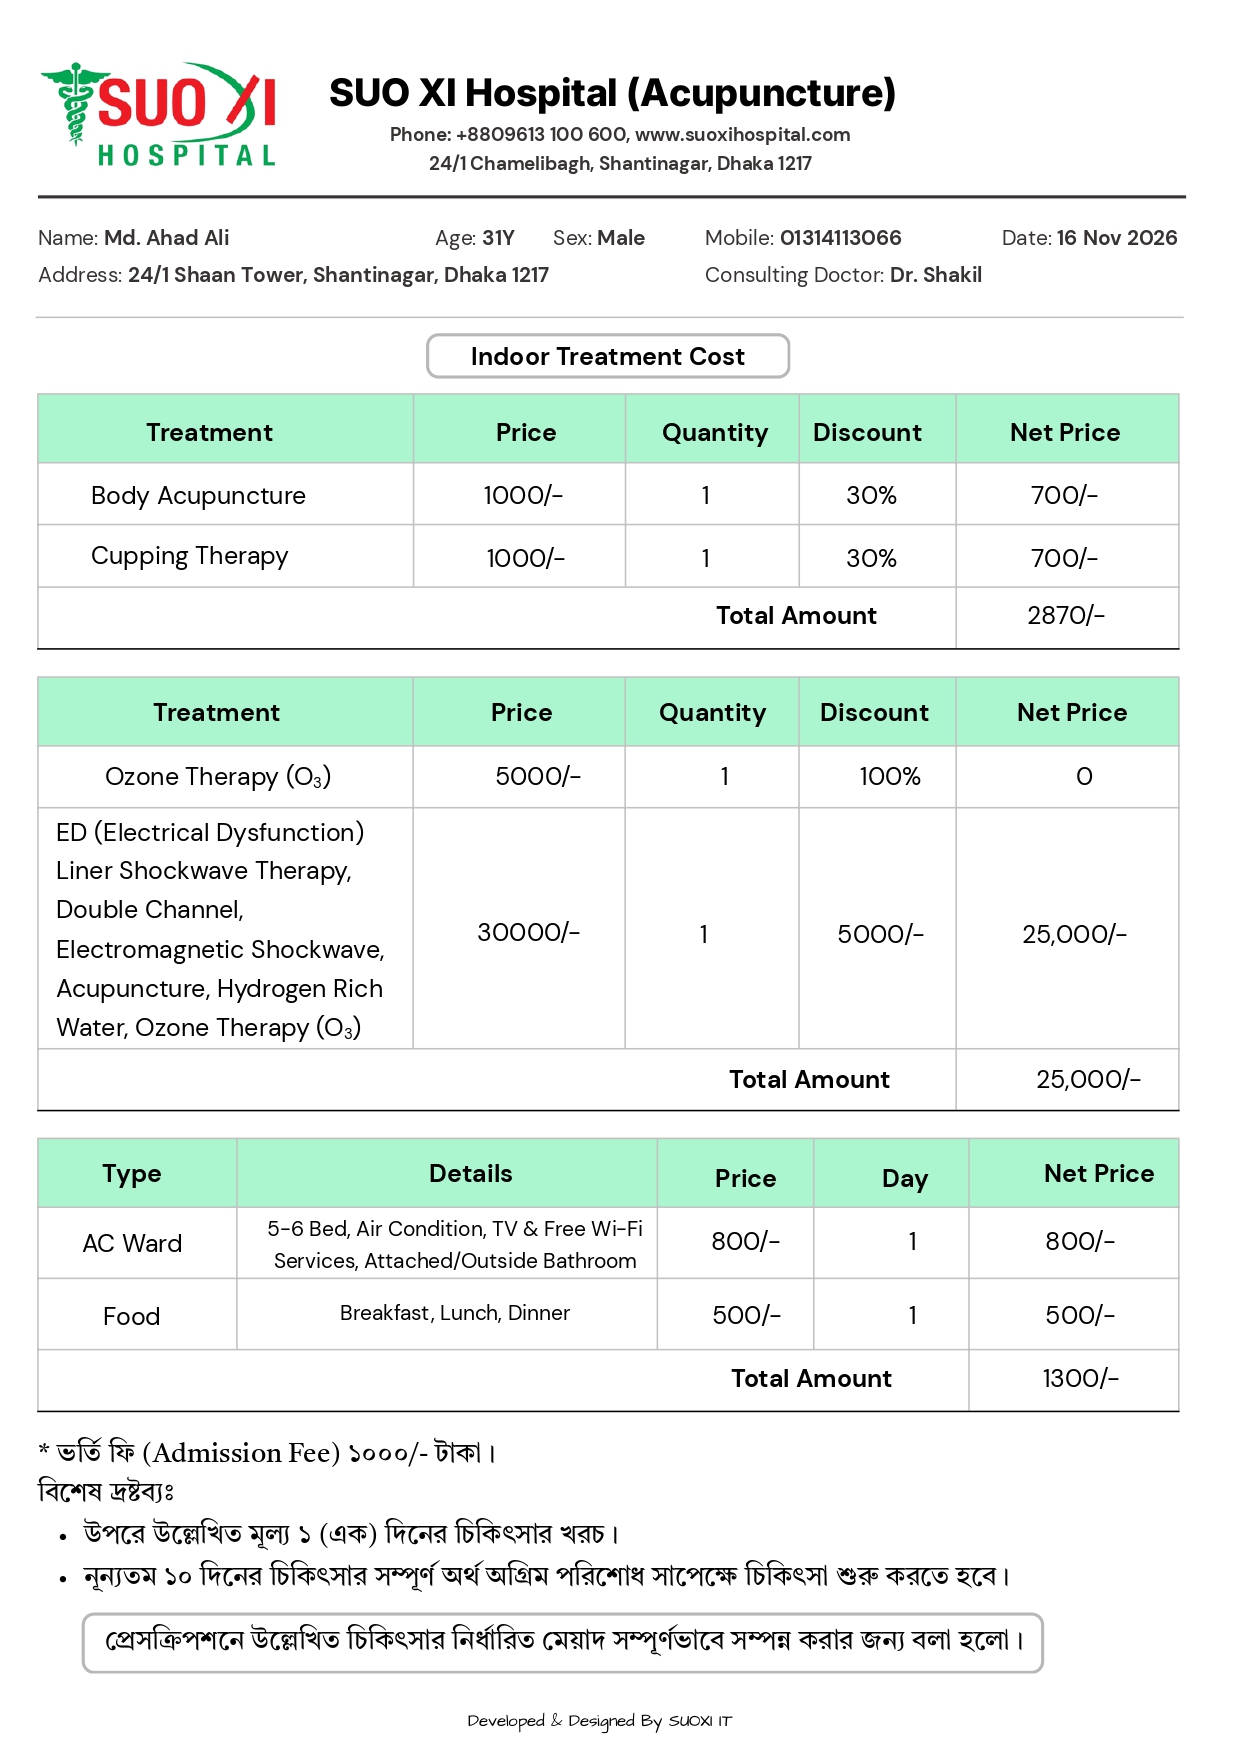 SUO XI
HOSPITAL
SUO XI Hospital (Acupuncture)
Phone: +8809613 100 600, www.suoxihospital.com
24/1 Chamelibagh, Shantinagar, Dhaka 1217
Name: Md. Ahad Ali Age: 31Y Sex: Male Mobile: 01314113066 Date: 16 Nov 2026
Address: 24/1 Shaan Tower, Shantinagar, Dhaka 1217 Consulting Doctor: Dr. Shakil
Indoor Treatment Cost
Treatment Price Quantity Discount Net Price
Body Acupuncture 1000/- 1 30% 700/-
Cupping Therapy 1000/- 1 30% 700/-
Total Amount 2870/-
Treatment Price Quantity Discount Net Price
Ozone Therapy (O₃) 5000/- 1 100% 0
ED (Electrical Dysfunction)
Liner Shockwave Therapy,
Double Channel,
Electromagnetic Shockwave,
Acupuncture, Hydrogen Rich
Water, Ozone Therapy (O₃)
30000/- 1 5000/- 25,000/-
Total Amount 25,000/-
Type Details Price Day Net Price
AC Ward 5-6 Bed, Air Condition, TV & Free Wi-Fi
Services, Attached/Outside Bathroom
800/- 1 800/-
Food Breakfast, Lunch, Dinner 500/- 1 500/-
Total Amount 1300/-
* ভর্তি ফি (Admission Fee) ১০০০/- টাকা।
বিশেষ দ্রষ্টব্যঃ
• উপরে উল্লেখিত মূল্য ১ (এক) দিনের চিকিৎসার খরচ।
• নূন্যতম ১০ দিনের চিকিৎসার সম্পূর্ণ অর্থ অগ্রিম পরিশোধ সাপেক্ষে চিকিৎসা শুরু করতে হবে।
প্রেসক্রিপশনে উল্লেখিত চিকিৎসার নির্ধারিত মেয়াদ সম্পূর্ণভাবে সম্পন্ন করার জন্য বলা হলো।
Developed & Designed By SUOXI IT